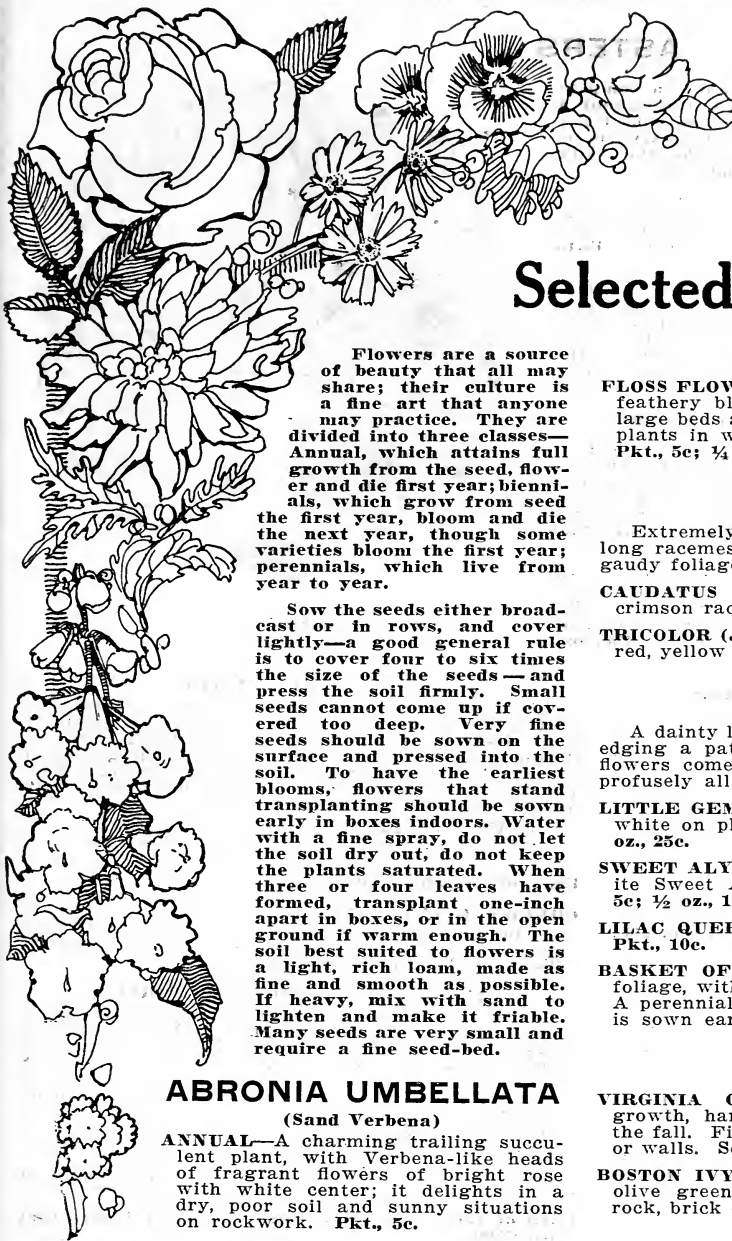 Selected
Flowers are a source
of beauty that all may
share; their culture is
a fine art that anyone
may practice. They are
divided into three classes—
Annual, which attains full
growth from the seed, flow-
er and die first year; bienni-
als, which grow from seed
the first year, bloom and die
the next year, though some
varieties bloom the first year;
perennials, which live from
year to year.
Sow the seeds either broad-
cast or in rows, and cover
lightly—a good general rule
is to cover four to six times
the size of the seeds—and
press the soil firmly. Small
seeds cannot come up if cov-
ered too deep. Very fine
seeds should be sown on the
surface and pressed into the
soil. To have the earliest
blooms, flowers that stand
transplanting should be sown
early in boxes indoors. Water
with a fine spray, do not let
the soil dry out, do not keep
the plants saturated. When
three or four leaves have
formed, transplant one-inch
apart in boxes, or in the open
ground if warm enough. The
soil best suited to flowers is
a light, rich loam, made as
fine and smooth as possible.
If heavy, mix with sand to
lighten and make it friable.
Many seeds are very small and
require a fine seed-bed.
ABRONIA UMBELLATA
(Sand Verbena)
ANNUAL—A charming trailing succu-
lent plant, with Verbena-like heads
of fragrant flowers of bright rose
with white center; it delights in a
dry, poor soil and sunny situations
on rockwork. Pkt., 5c.
FLOSS FLOW
feathery bl
large beds a
plants in w
Pkt., 5c; ¼
Extremely
long racemes
gaudy foliage
CAUDATUS
crimson rac
TRICOLOR (
red, yellow
A dainty l
edging a pat
flowers come
profusely all
LITTLE GEM
white on pl
oz., 25c.
SWEET ALY
ite Sweet
5c; ½ oz., 1
LILAC QUEE
Pkt., 10c.
BASKET OF
foliage, with
A perennial
is sown ear
VIRGINIA C
growth, har
the fall. Fi
or walls. S
BOSTON IVY
olive green
rock, brick